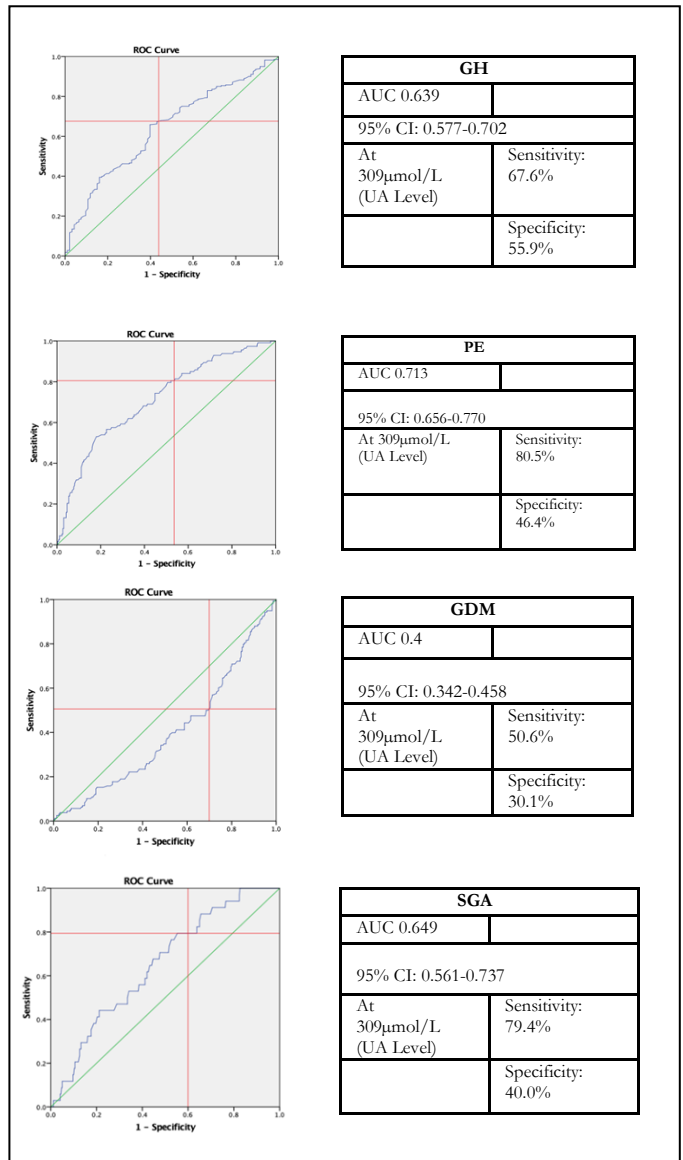 ROC Curve
1.0
0.8
0.6
0.4
0.2
0.0
Sensitivity
0.0 0.2 0.4 0.6 0.8 1.0
1 - Specificity
GH
AUC 0.639
95% CI: 0.577-0.702
At
309µmol/L
(UA Level)
Sensitivity:
67.6%
Specificity:
55.9%
ROC Curve
1.0
0.8
0.6
0.4
0.2
0.0
Sensitivity
0.0 0.2 0.4 0.6 0.8 1.0
1 - Specificity
PE
AUC 0.713
95% CI: 0.656-0.770
At 309µmol/L
(UA Level)
Sensitivity:
80.5%
Specificity:
46.4%
ROC Curve
1.0
0.8
0.6
0.4
0.2
0.0
Sensitivity
0.0 0.2 0.4 0.6 0.8 1.0
1 - Specificity
GDM
AUC 0.4
95% CI: 0.342-0.458
At
309µmol/L
(UA Level)
Sensitivity:
50.6%
Specificity:
30.1%
ROC Curve
1.0
0.8
0.6
0.4
0.2
0.0
Sensitivity
0.0 0.2 0.4 0.6 0.8 1.0
1 - Specificity
SGA
AUC 0.649
95% CI: 0.561-0.737
At
309µmol/L
(UA Level)
Sensitivity:
79.4%
Specificity:
40.0%